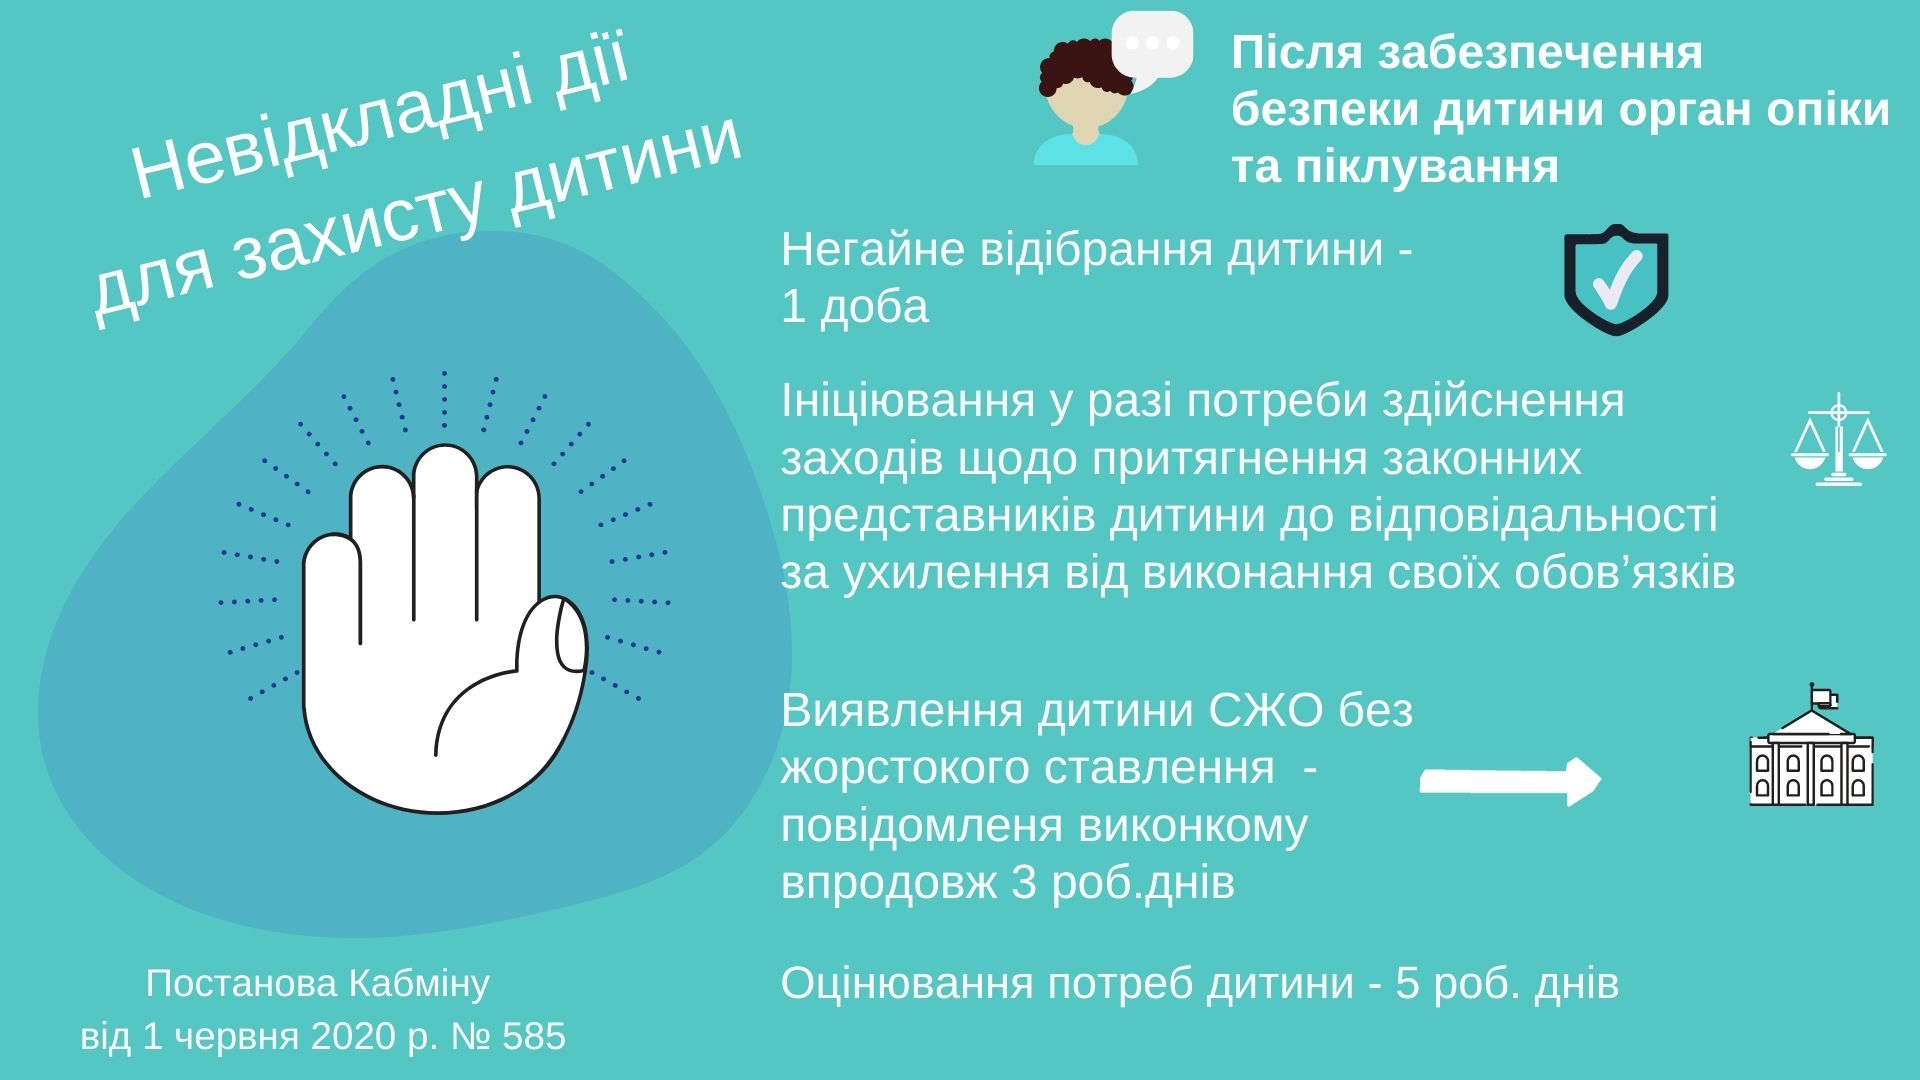 Невідкладні дії
для захисту дитини
Після забезпечення
безпеки дитини орган опіки
та піклування
Негайне відібрання дитини -
1 доба
Ініціювання у разі потреби здійснення
заходів щодо притягнення законних
представників дитини до відповідальності
за ухилення від виконання своїх обов’язків
Виявлення дитини СЖО без
жорстокого ставлення  -
повідомленя виконкому
впродовж 3 роб.днів
Оцінювання потреб дитини - 5 роб. днів
Постанова Кабміну
від 1 червня 2020 р. № 585